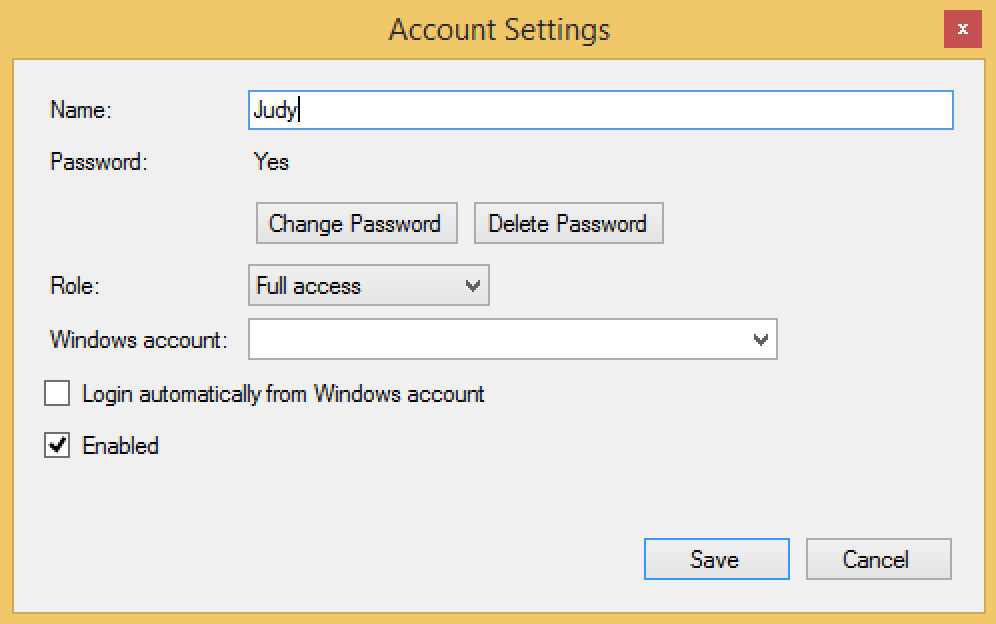 Account Settings
x
Name: Judy
Password: Yes
Change Password Delete Password
Role: Full access
Windows account:
Login automatically from Windows account
Enabled
Save Cancel